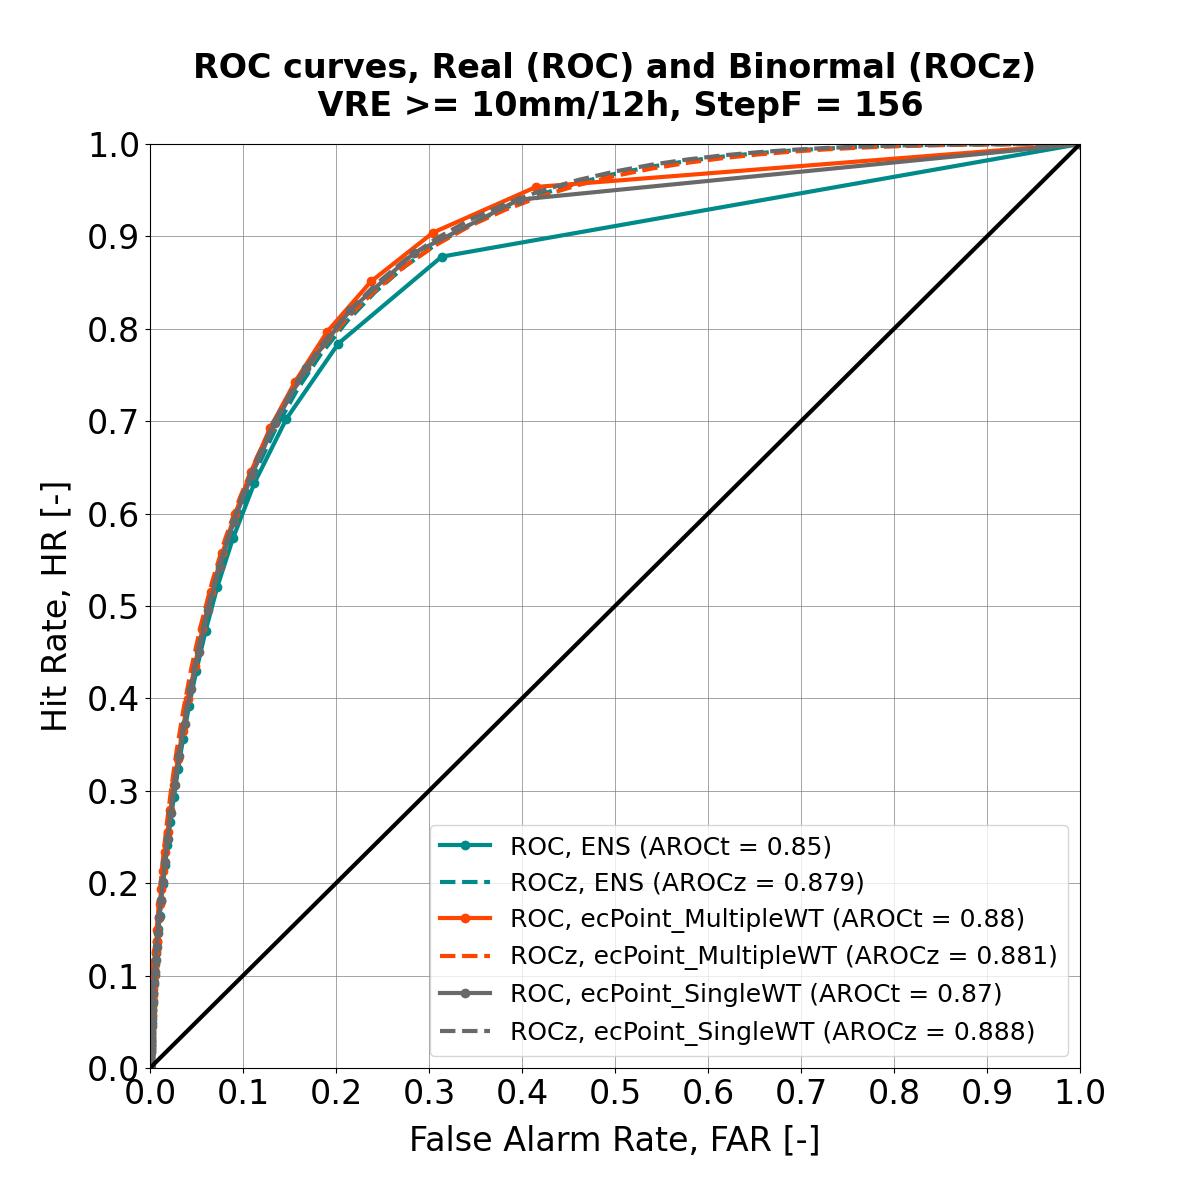 ROC curves, Real (ROC) and Binormal (ROCz)
VRE >= 10mm/12h, StepF = 156
1.0
0.9
0.8
0.7
0.6
0.5
0.4
0.3
0.2
0.1
0.0
Hit Rate, HR [-]
ROC, ENS (AROCt = 0.85)
ROCz, ENS (AROCz = 0.879)
ROC, ecPoint_MultipleWT (AROCt = 0.88)
ROCz, ecPoint_MultipleWT (AROCz = 0.881)
ROC, ecPoint_SingleWT (AROCt = 0.87)
ROCz, ecPoint_SingleWT (AROCz = 0.888)
0.0 0.1 0.2 0.3 0.4 0.5 0.6 0.7 0.8 0.9 1.0
False Alarm Rate, FAR [-]